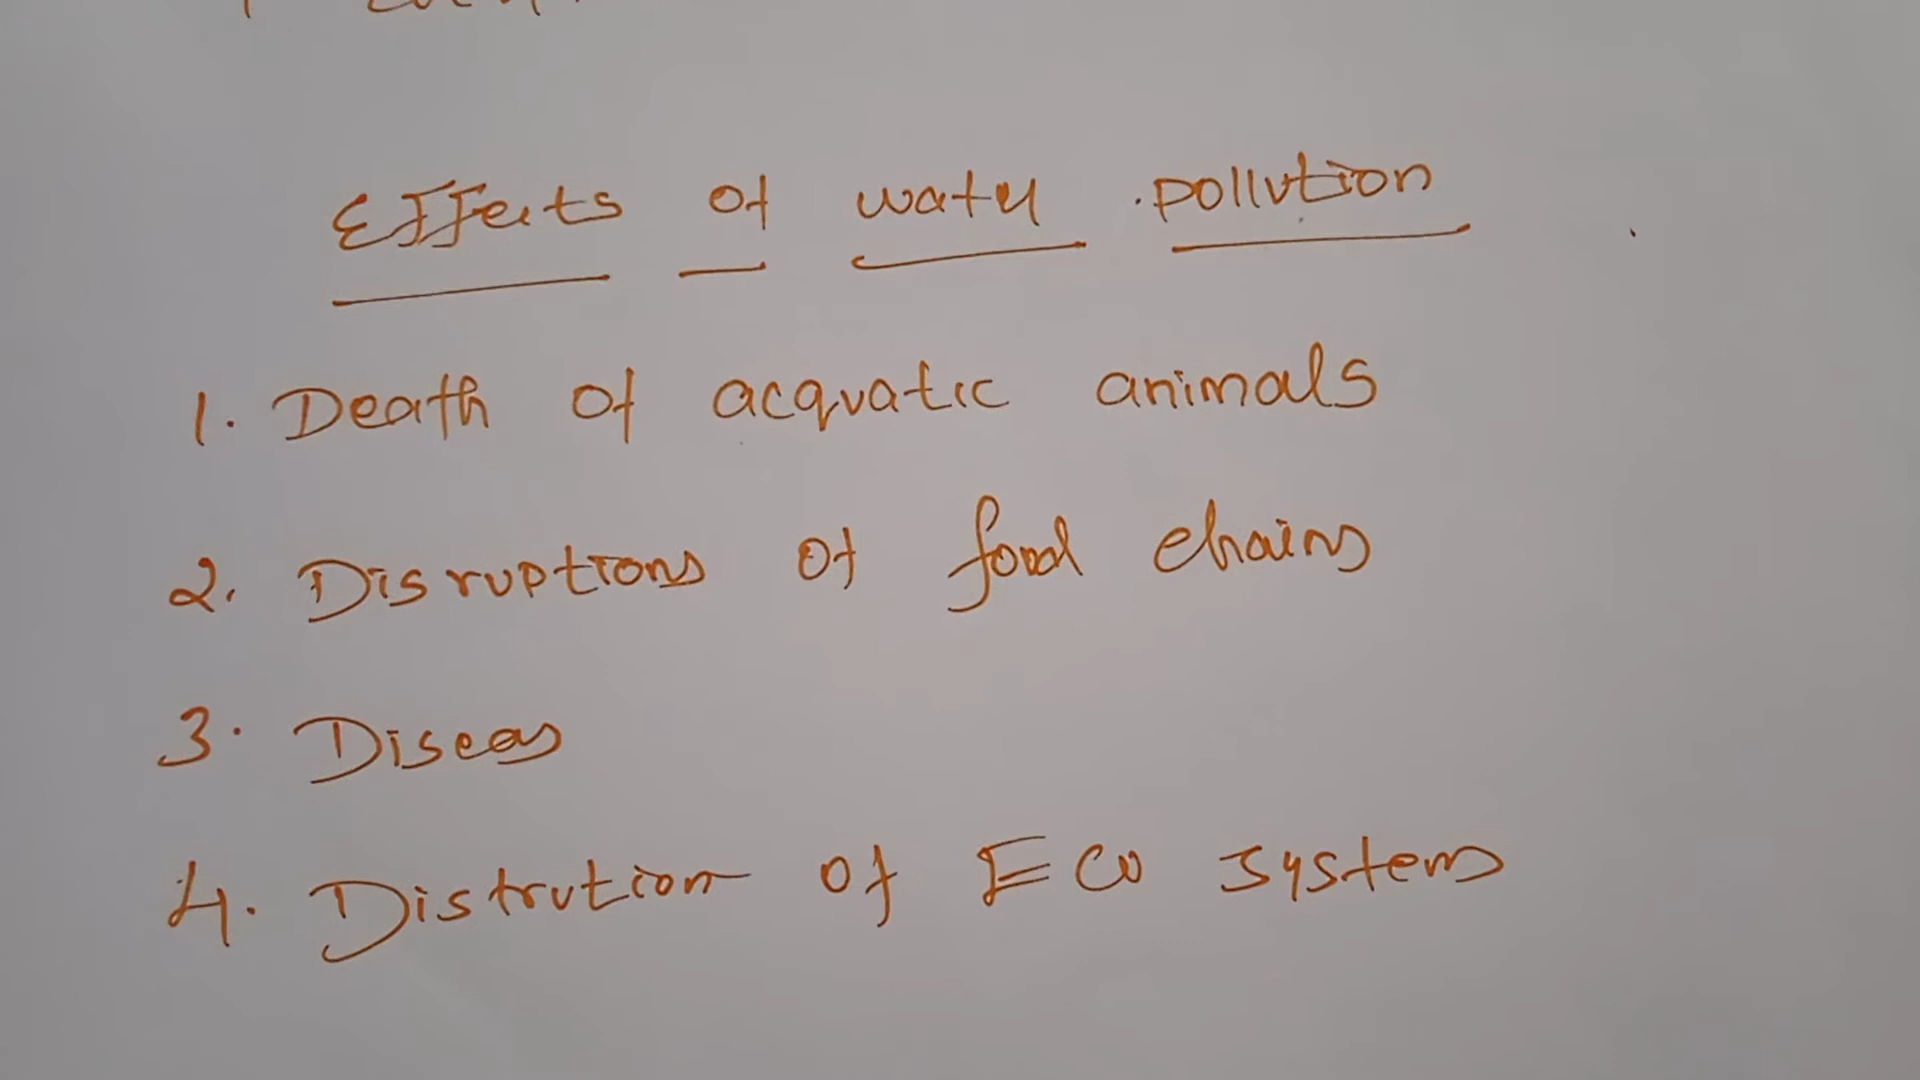 Effects of water pollution
1. Death of acquatic animals
2. Disruptions of food chains
3. Diseas
4. Distrution of Eco systems